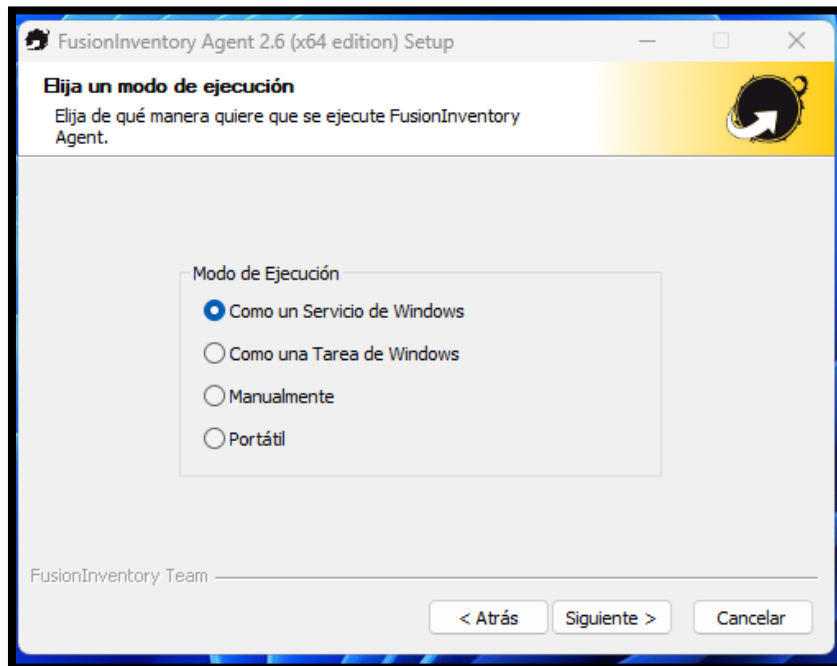 FusionInventory Agent 2.6 (x64 edition) Setup
Elija un modo de ejecución
Elija de qué manera quiere que se ejecute FusionInventory
Agent.
Modo de Ejecución
Como un Servicio de Windows
Como una Tarea de Windows
Manualmente
Portátil
FusionInventory Team
< Atrás
Siguiente >
Cancelar